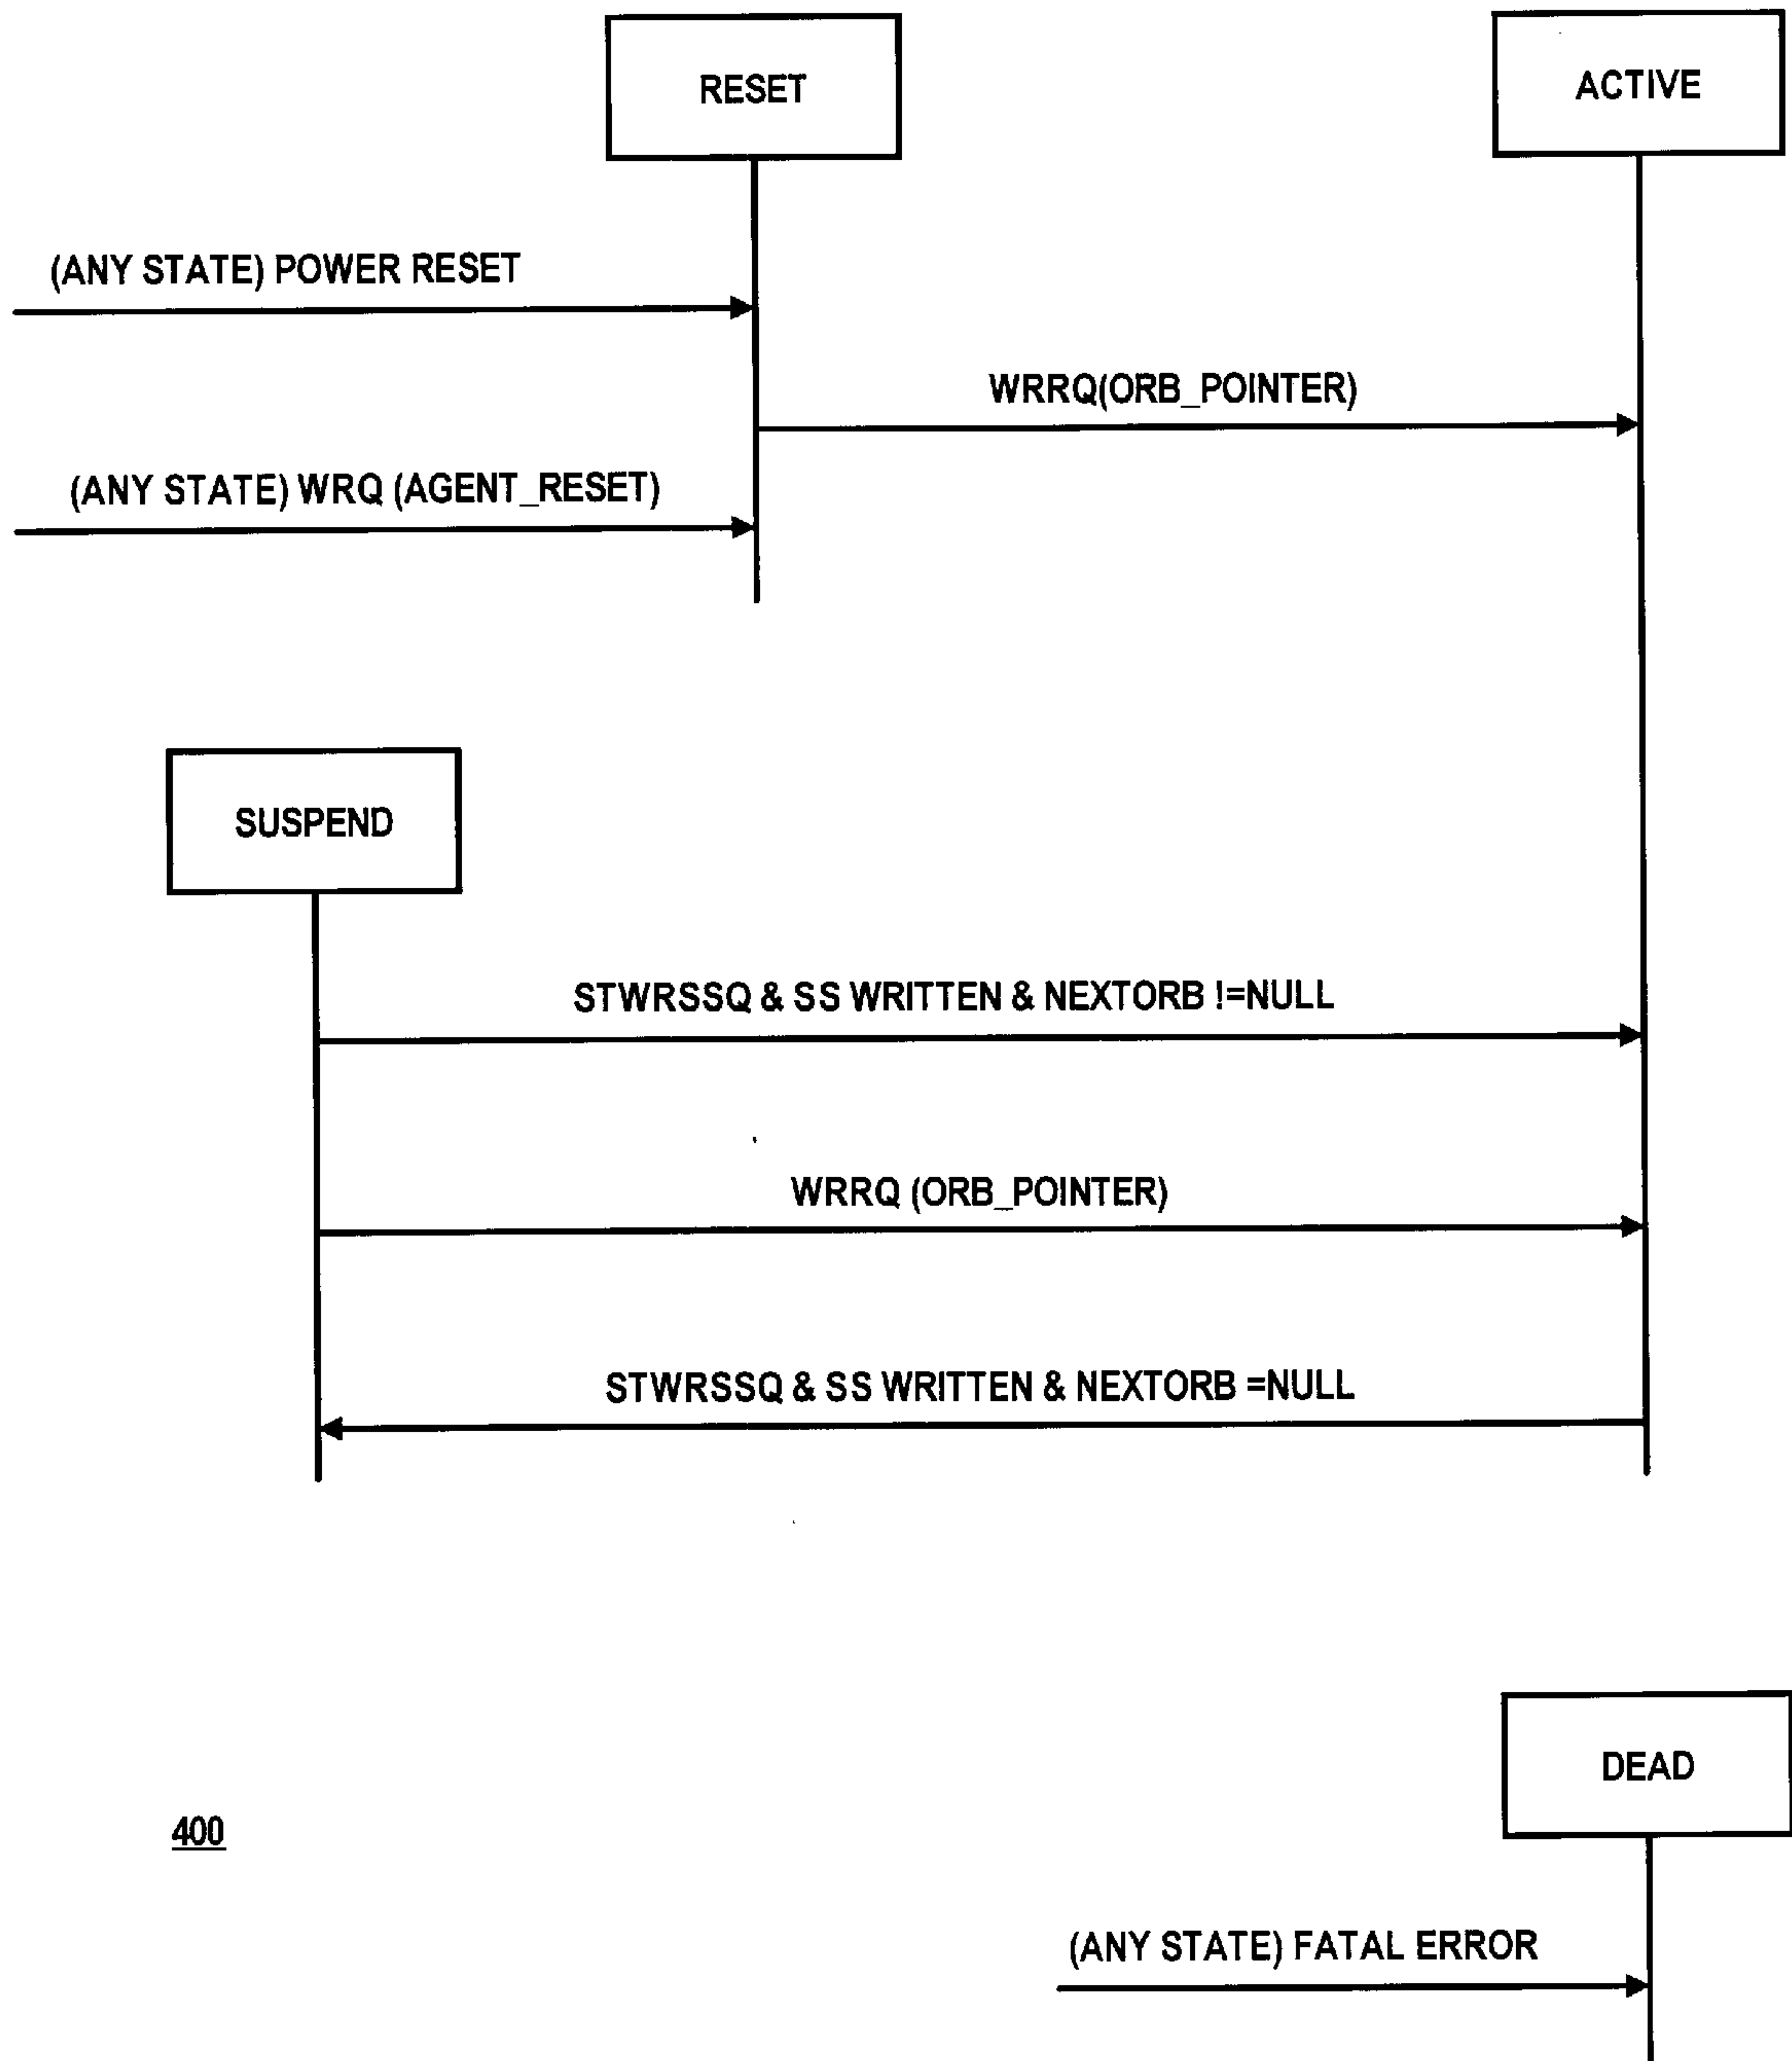 RESET
ACTIVE
(ANY STATE) POWER RESET
WRRQ(ORB_POINTER)
(ANY STATE) WRQ (AGENT_RESET)
SUSPEND
STWRSSQ & SS WRITTEN & NEXTORB !=NULL
WRRQ (ORB_POINTER)
STWRSSQ & SS WRITTEN & NEXTORB =NULL
DEAD
400
(ANY STATE) FATAL ERROR